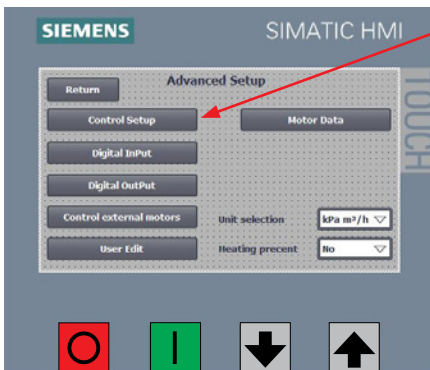 SIEMENS
SIMATIC HMI
TOUCH
Advanced Setup
Return
Control Setup
Motor Data
Digital InPut
Digital OutPut
Control external motors
Unit selection
kPa m³/h
User Edit
Heating precent
No